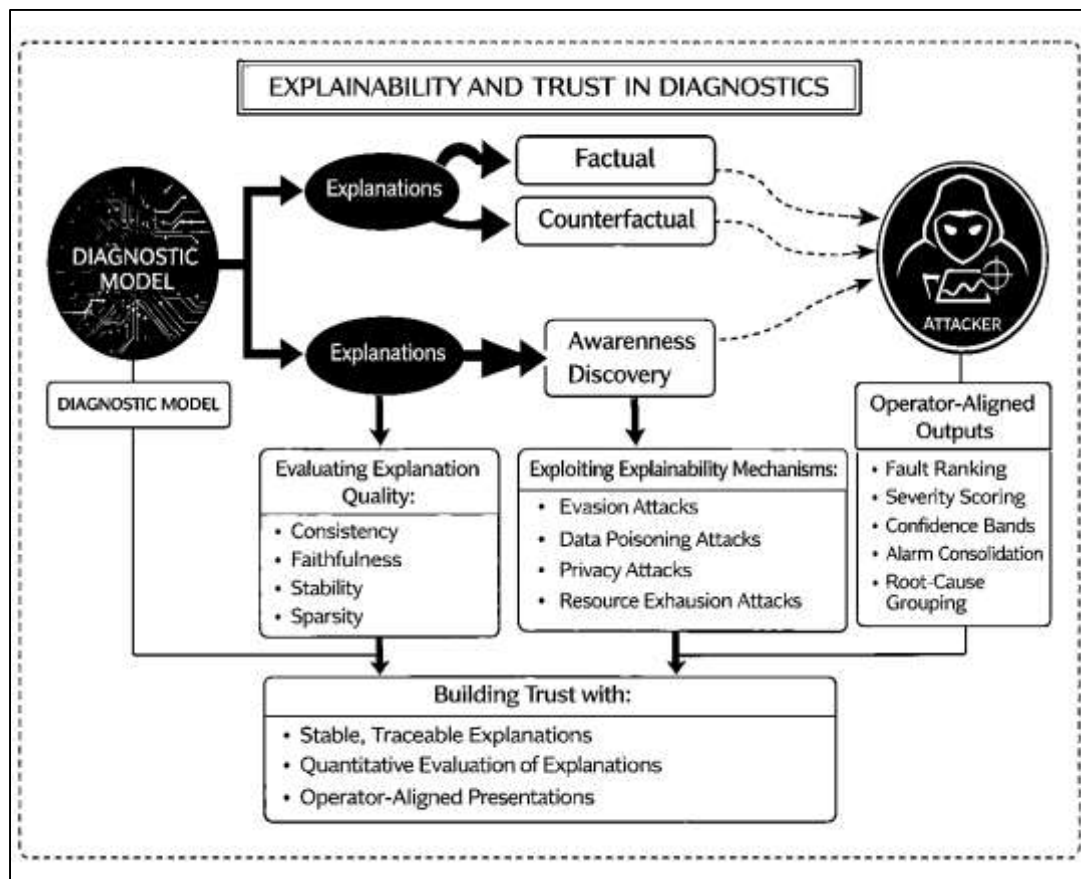 EXPLAINABILITY AND TRUST IN DIAGNOSTICS
DIAGNOSTIC
MODEL
DIAGNOSTIC MODEL
Explanations
Factual
Counterfactual
Explanations
Awarenness
Discovery
ATTACKER
Evaluating Explanation
Quality:
• Consistency
• Faithfulness
• Stability
• Sparsity
Exploiting Explainability Mechanisms:
• Evasion Attacks
• Data Poisoning Attacks
• Privacy Attacks
• Resource Exhausion Attacks
Operator-Aligned
Outputs
• Fault Ranking
• Severity Scoring
• Confidence Bands
• Alarm Consolidation
• Root-Cause
Grouping
Building Trust with:
• Stable, Traceable Explanations
• Quantitative Evaluation of Explanations
• Operator-Aligned Presentations